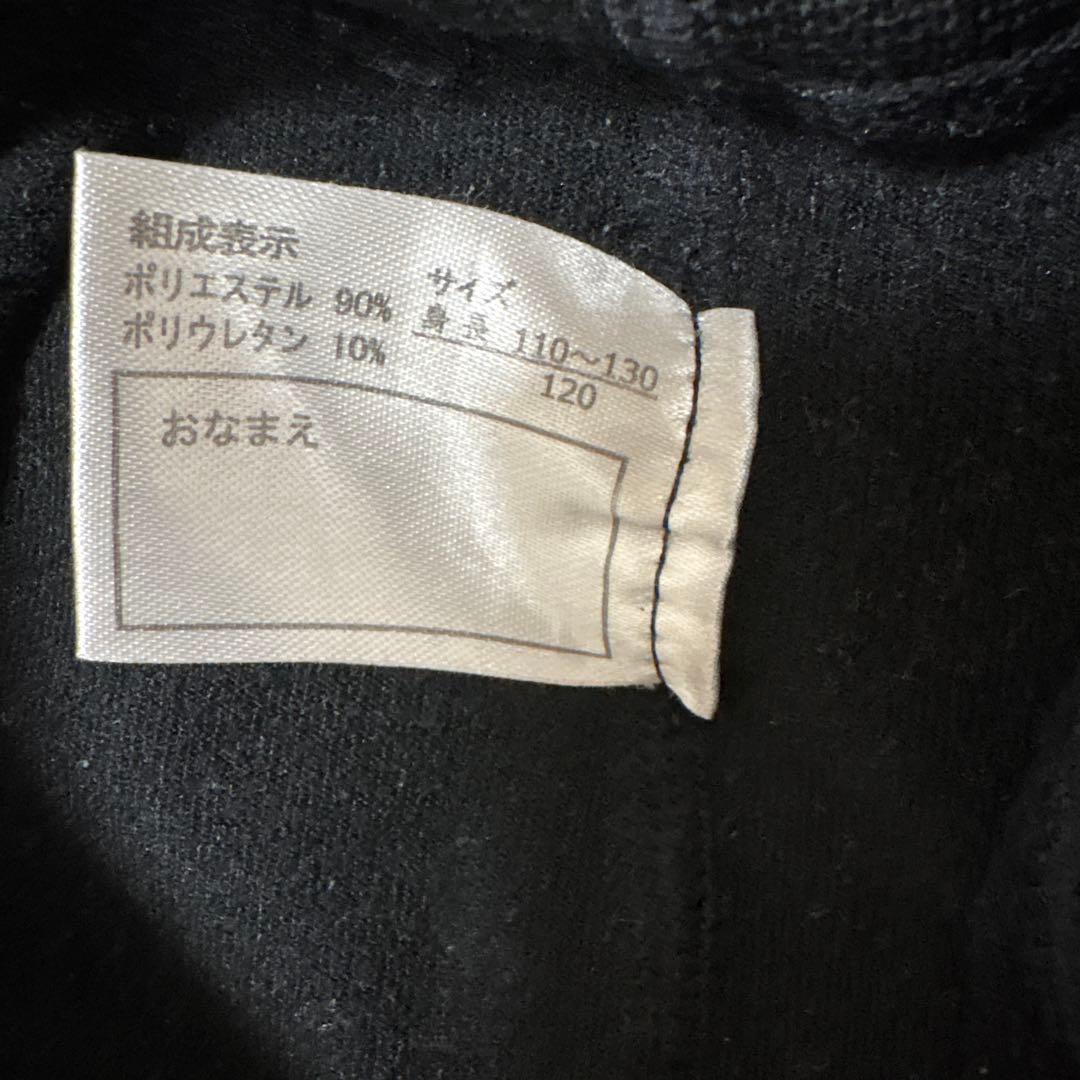 組成表示
ポリエステル 90%
ポリウレタン 10%
サイズ
身長 110～130
120
おなまえ